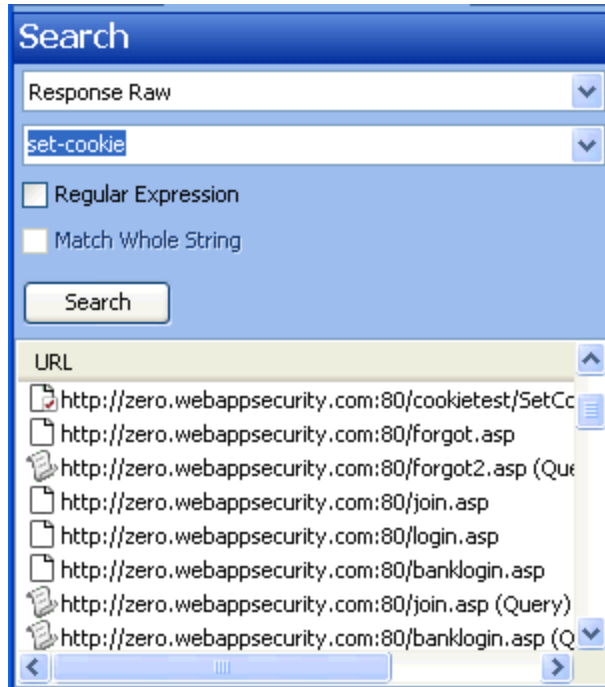 Search
Response Raw
set-cookie
Regular Expression
Match Whole String
Search
URL
http://zero.webappsecurity.com:80/cookietest/SetCc
http://zero.webappsecurity.com:80/forgot.asp
http://zero.webappsecurity.com:80/forgot2.asp (Que
http://zero.webappsecurity.com:80/join.asp
http://zero.webappsecurity.com:80/login.asp
http://zero.webappsecurity.com:80/banklogin.asp
http://zero.webappsecurity.com:80/join.asp (Query)
http://zero.webappsecurity.com:80/banklogin.asp (Q